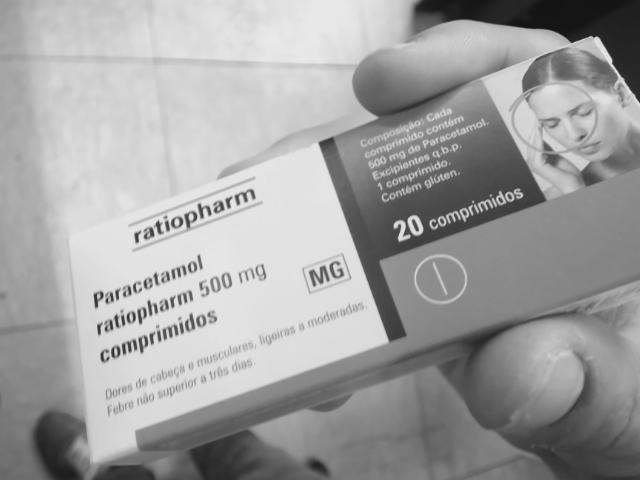 ratiopharm
Paracetamol
ratiopharm 500 mg
comprimidos
MG
Dores de cabeça e musculares, ligeiras a moderadas.
Febre não superior a três dias.
Composição: Cada
comprimido contém
500 mg de Paracetamol.
Excipientes q.b.p.
1 comprimido.
Contém glúten.
20 comprimidos